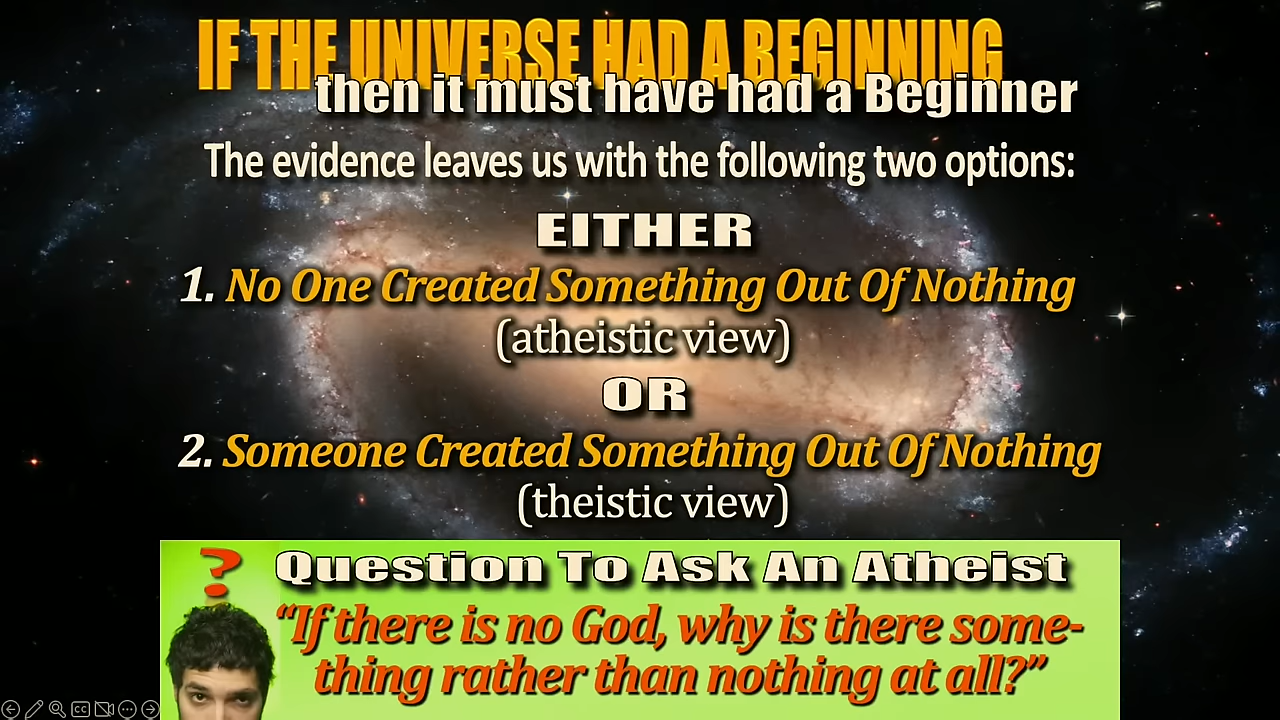 IF THE UNIVERSE HAD A BEGINNING
then it must have had a Beginner
The evidence leaves us with the following two options:
EITHER
1. No One Created Something Out Of Nothing
(atheistic view)
OR
2. Someone Created Something Out Of Nothing
(theistic view)
? Question To Ask An Atheist
“If there is no God, why is there some-
thing rather than nothing at all?”
CC